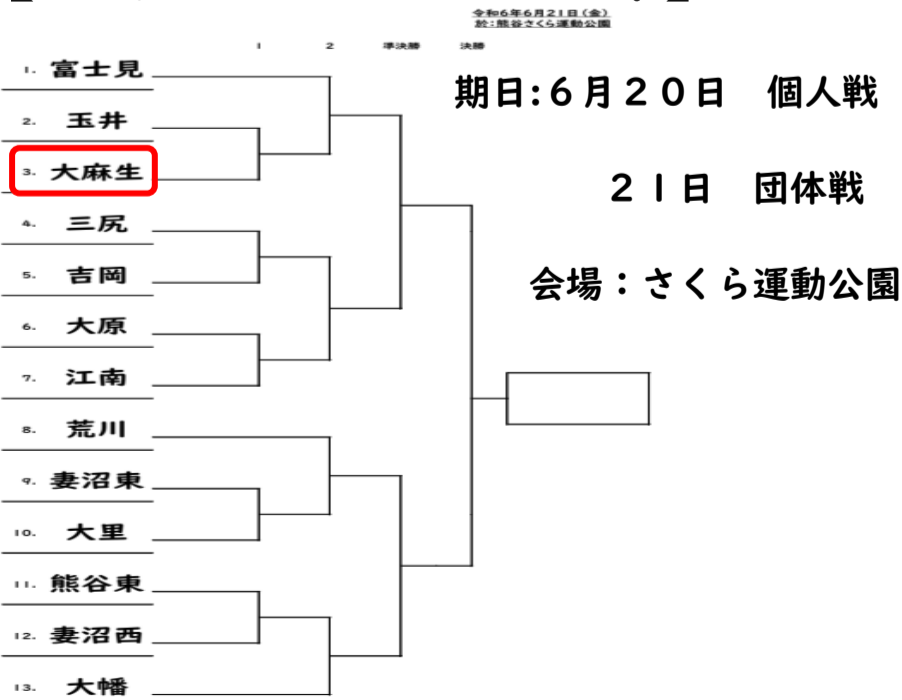 令和6年6月21日(金)
於:熊谷さくら運動公園
1 2 準決勝 決勝
1. 富士見
期日:6月20日 個人戦
2. 玉井
3. 大麻生
21日 団体戦
4. 三尻
5. 吉岡
会場:さくら運動公園
6. 大原
7. 江南
8. 荒川
9. 妻沼東
10. 大里
11. 熊谷東
12. 妻沼西
13. 大幡